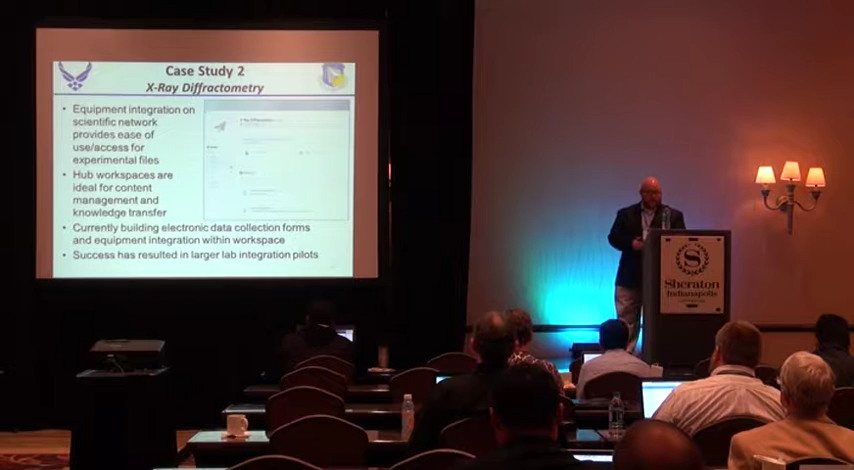 Case Study 2
X-Ray Diffractometry
• Equipment integration on
scientific network
provides ease of
use/access for
experimental files
• Hub workspaces are
ideal for content
management and
knowledge transfer
• Currently building electronic data collection forms
and equipment integration within workspace
• Success has resulted in larger lab integration pilots
S
Sheraton
Indianapolis